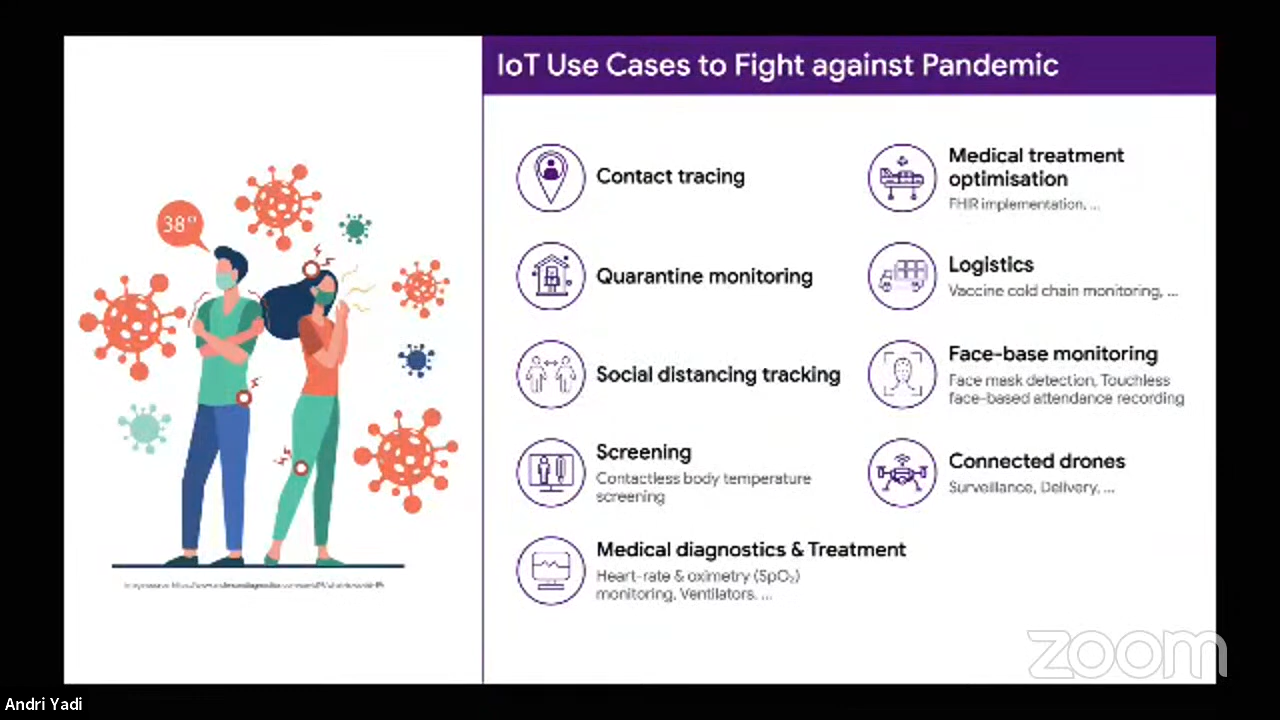 IoT Use Cases to Fight against Pandemic
38°
Contact tracing
Quarantine monitoring
Social distancing tracking
Screening
Contactless body temperature
screening
Medical diagnostics & Treatment
Heart-rate & oximetry (SpO₂)
monitoring, Ventilators, ...
Medical treatment
optimisation
FHIR implementation, ...
Logistics
Vaccine cold chain monitoring, ...
Face-base monitoring
Face mask detection, Touchless
face-based attendance recording
Connected drones
Surveillance, Delivery, ...
zoom
Andri Yadi